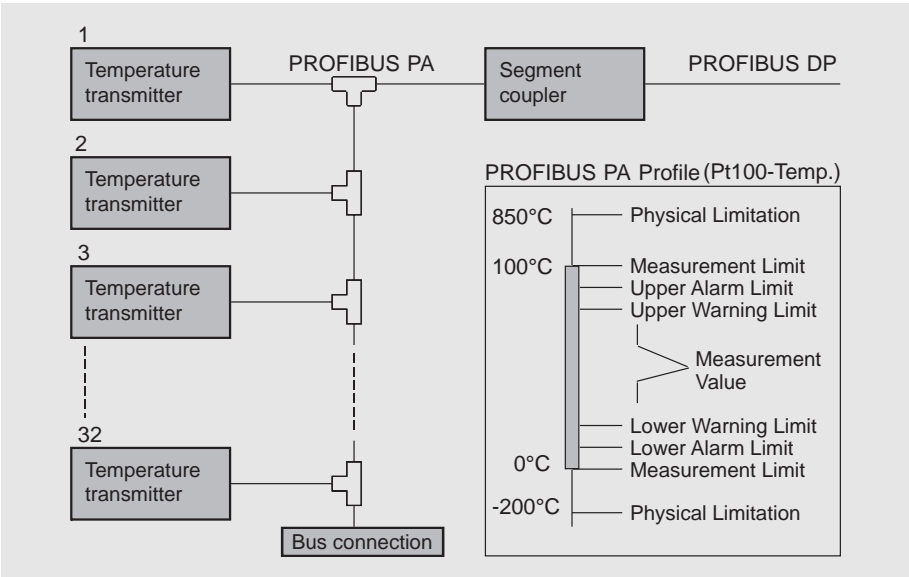 1
Temperature
transmitter
PROFIBUS PA
Segment
coupler
PROFIBUS DP
2
Temperature
transmitter
3
Temperature
transmitter
32
Temperature
transmitter
Bus connection
PROFIBUS PA Profile (Pt100-Temp.)
850°C
Physical Limitation
100°C
Measurement Limit
Upper Alarm Limit
Upper Warning Limit
Measurement
Value
Lower Warning Limit
Lower Alarm Limit
0°C
Measurement Limit
-200°C
Physical Limitation